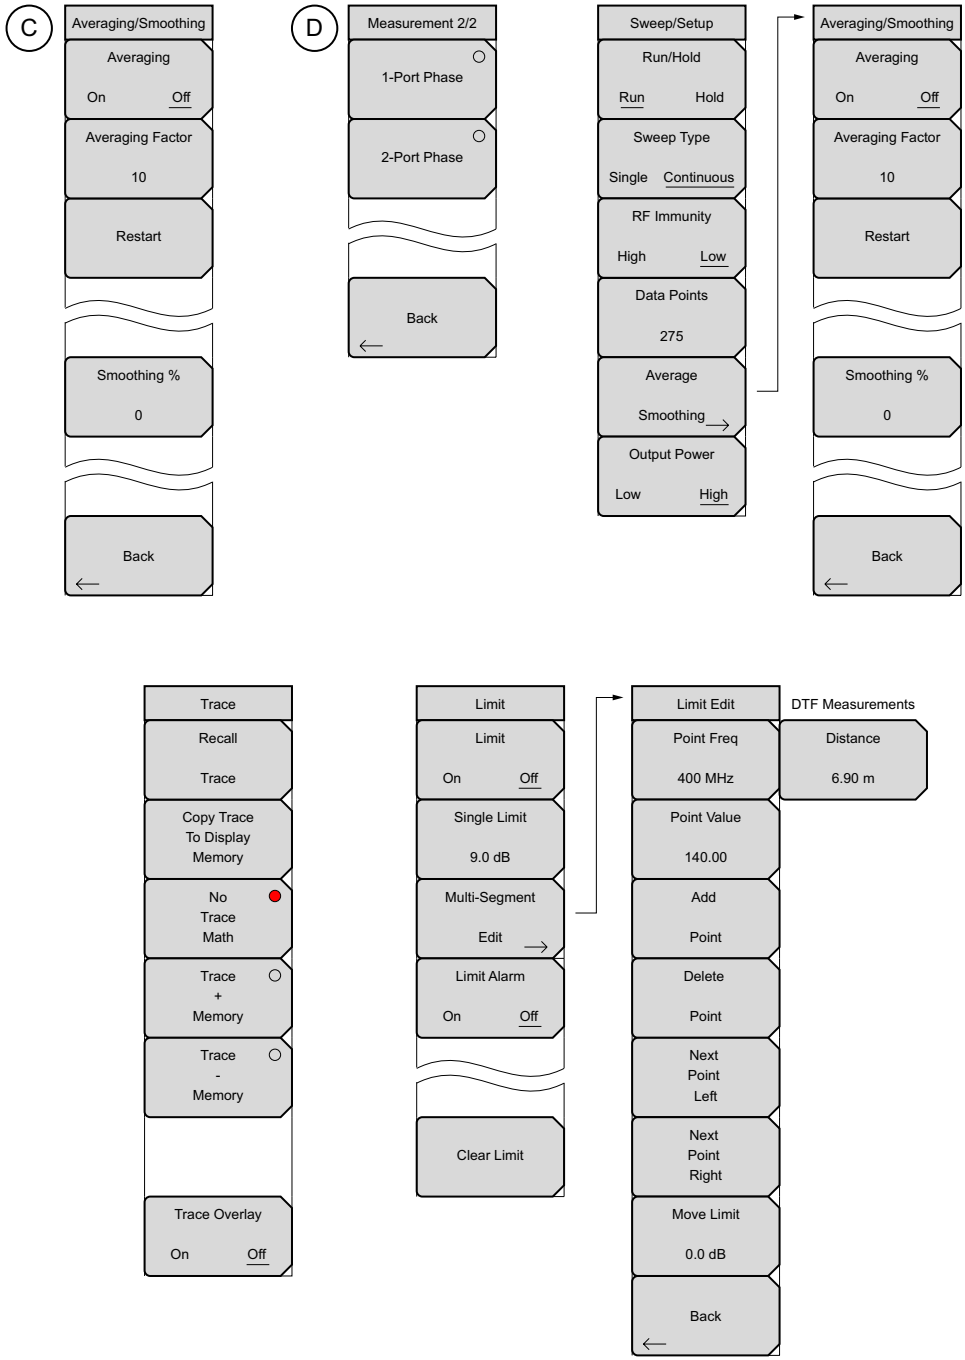 C
Averaging/Smoothing
Averaging
On Off
Averaging Factor
10
Restart
Smoothing %
0
Back
D
Measurement 2/2
1-Port Phase
2-Port Phase
Back
Sweep/Setup
Run/Hold
Run Hold
Sweep Type
Single Continuous
RF Immunity
High Low
Data Points
275
Average
Smoothing
Output Power
Low High
Averaging/Smoothing
Averaging
On Off
Averaging Factor
10
Restart
Smoothing %
0
Back
Trace
Recall
Trace
Copy Trace
To Display
Memory
No
Trace
Math
Trace
+
Memory
Trace
-
Memory
Trace Overlay
On Off
Limit
Limit
On Off
Single Limit
9.0 dB
Multi-Segment
Edit
Limit Alarm
On Off
Clear Limit
Limit Edit
Point Freq
400 MHz
Point Value
140.00
Add
Point
Delete
Point
Next
Point
Left
Next
Point
Right
Move Limit
0.0 dB
Back
DTF Measurements
Distance
6.90 m